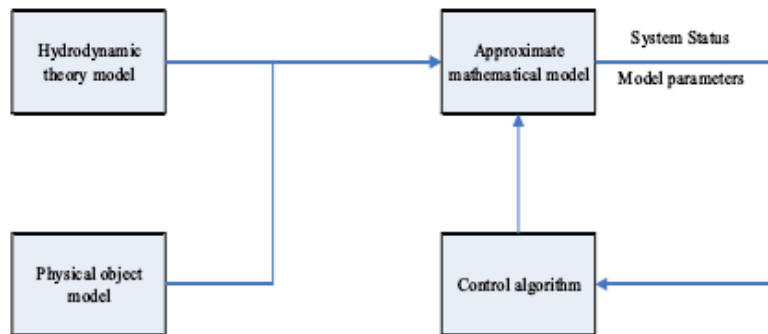 Hydrodynamic
theory model
Approximate
mathematical model
System Status
Model parameters
Physical object
model
Control algorithm